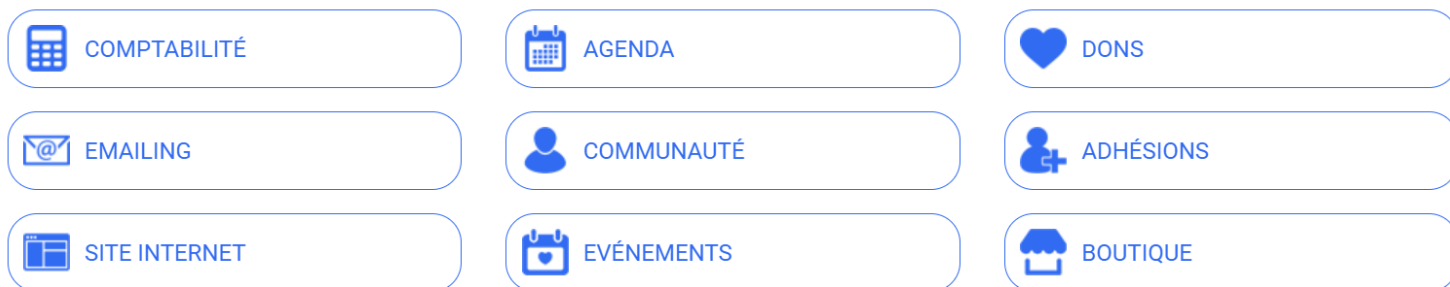 COMPTABILITÉ
AGENDA
DONS
EMAILING
COMMUNAUTÉ
ADHÉSIONS
SITE INTERNET
EVÉNEMENTS
BOUTIQUE